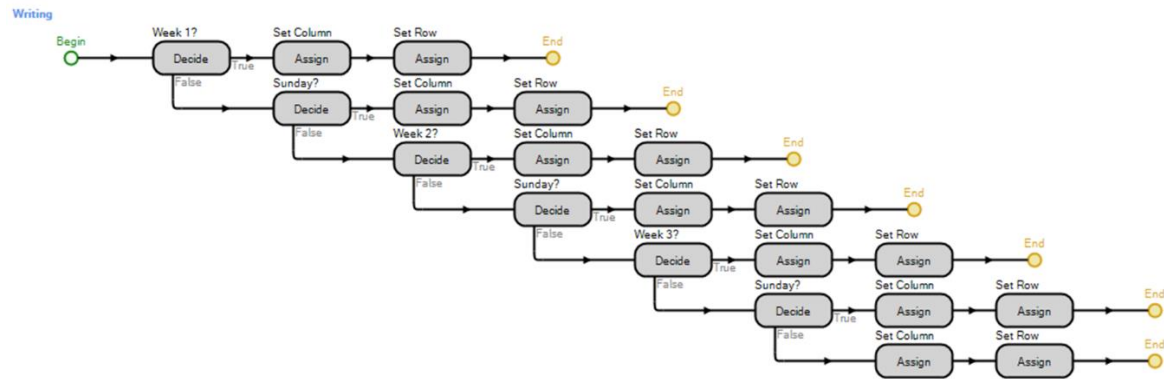 Writing
Begin
Week 1?
Set Column
Set Row
End
Decide
True
Assign
Assign
False
Sunday?
Set Column
Set Row
End
Decide
True
Assign
Assign
False
Week 2?
Set Column
Set Row
End
Decide
True
Assign
Assign
False
Sunday?
Set Column
Set Row
End
Decide
True
Assign
Assign
False
Week 3?
Set Column
Set Row
End
Decide
True
Assign
Assign
False
Sunday?
Set Column
Set Row
End
Decide
True
Assign
Assign
False
Set Column
Set Row
End
Assign
Assign